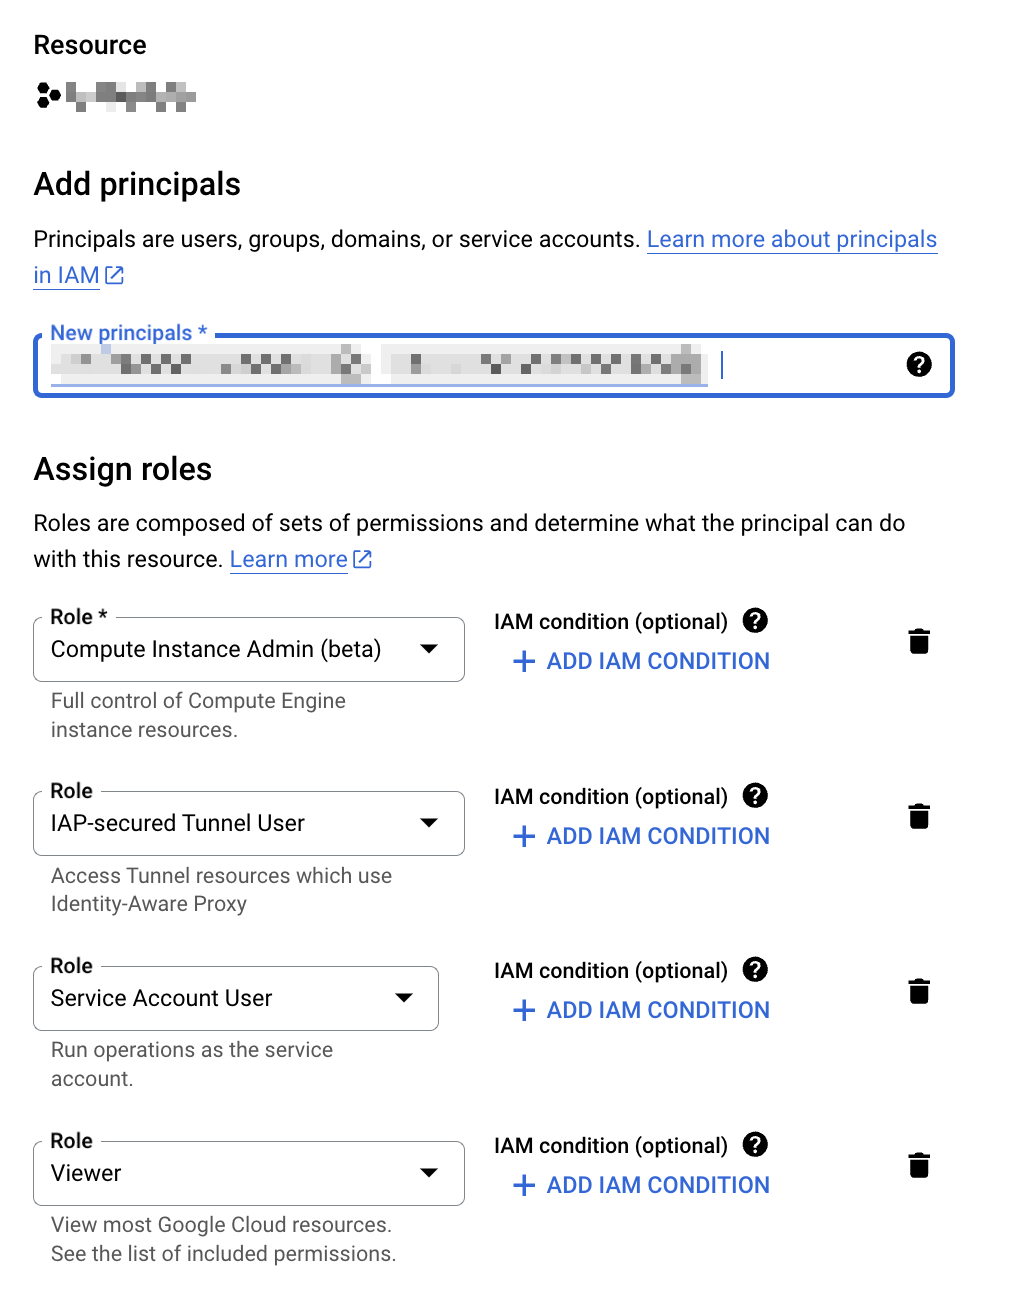 Resource
Add principals
Principals are users, groups, domains, or service accounts. Learn more about principals
in IAM
New principals *
Assign roles
Roles are composed of sets of permissions and determine what the principal can do
with this resource. Learn more
Role *
Compute Instance Admin (beta)
Full control of Compute Engine
instance resources.
IAM condition (optional)
+ ADD IAM CONDITION
Role
IAP-secured Tunnel User
Access Tunnel resources which use
Identity-Aware Proxy
IAM condition (optional)
+ ADD IAM CONDITION
Role
Service Account User
Run operations as the service
account.
IAM condition (optional)
+ ADD IAM CONDITION
Role
Viewer
View most Google Cloud resources.
See the list of included permissions.
IAM condition (optional)
+ ADD IAM CONDITION